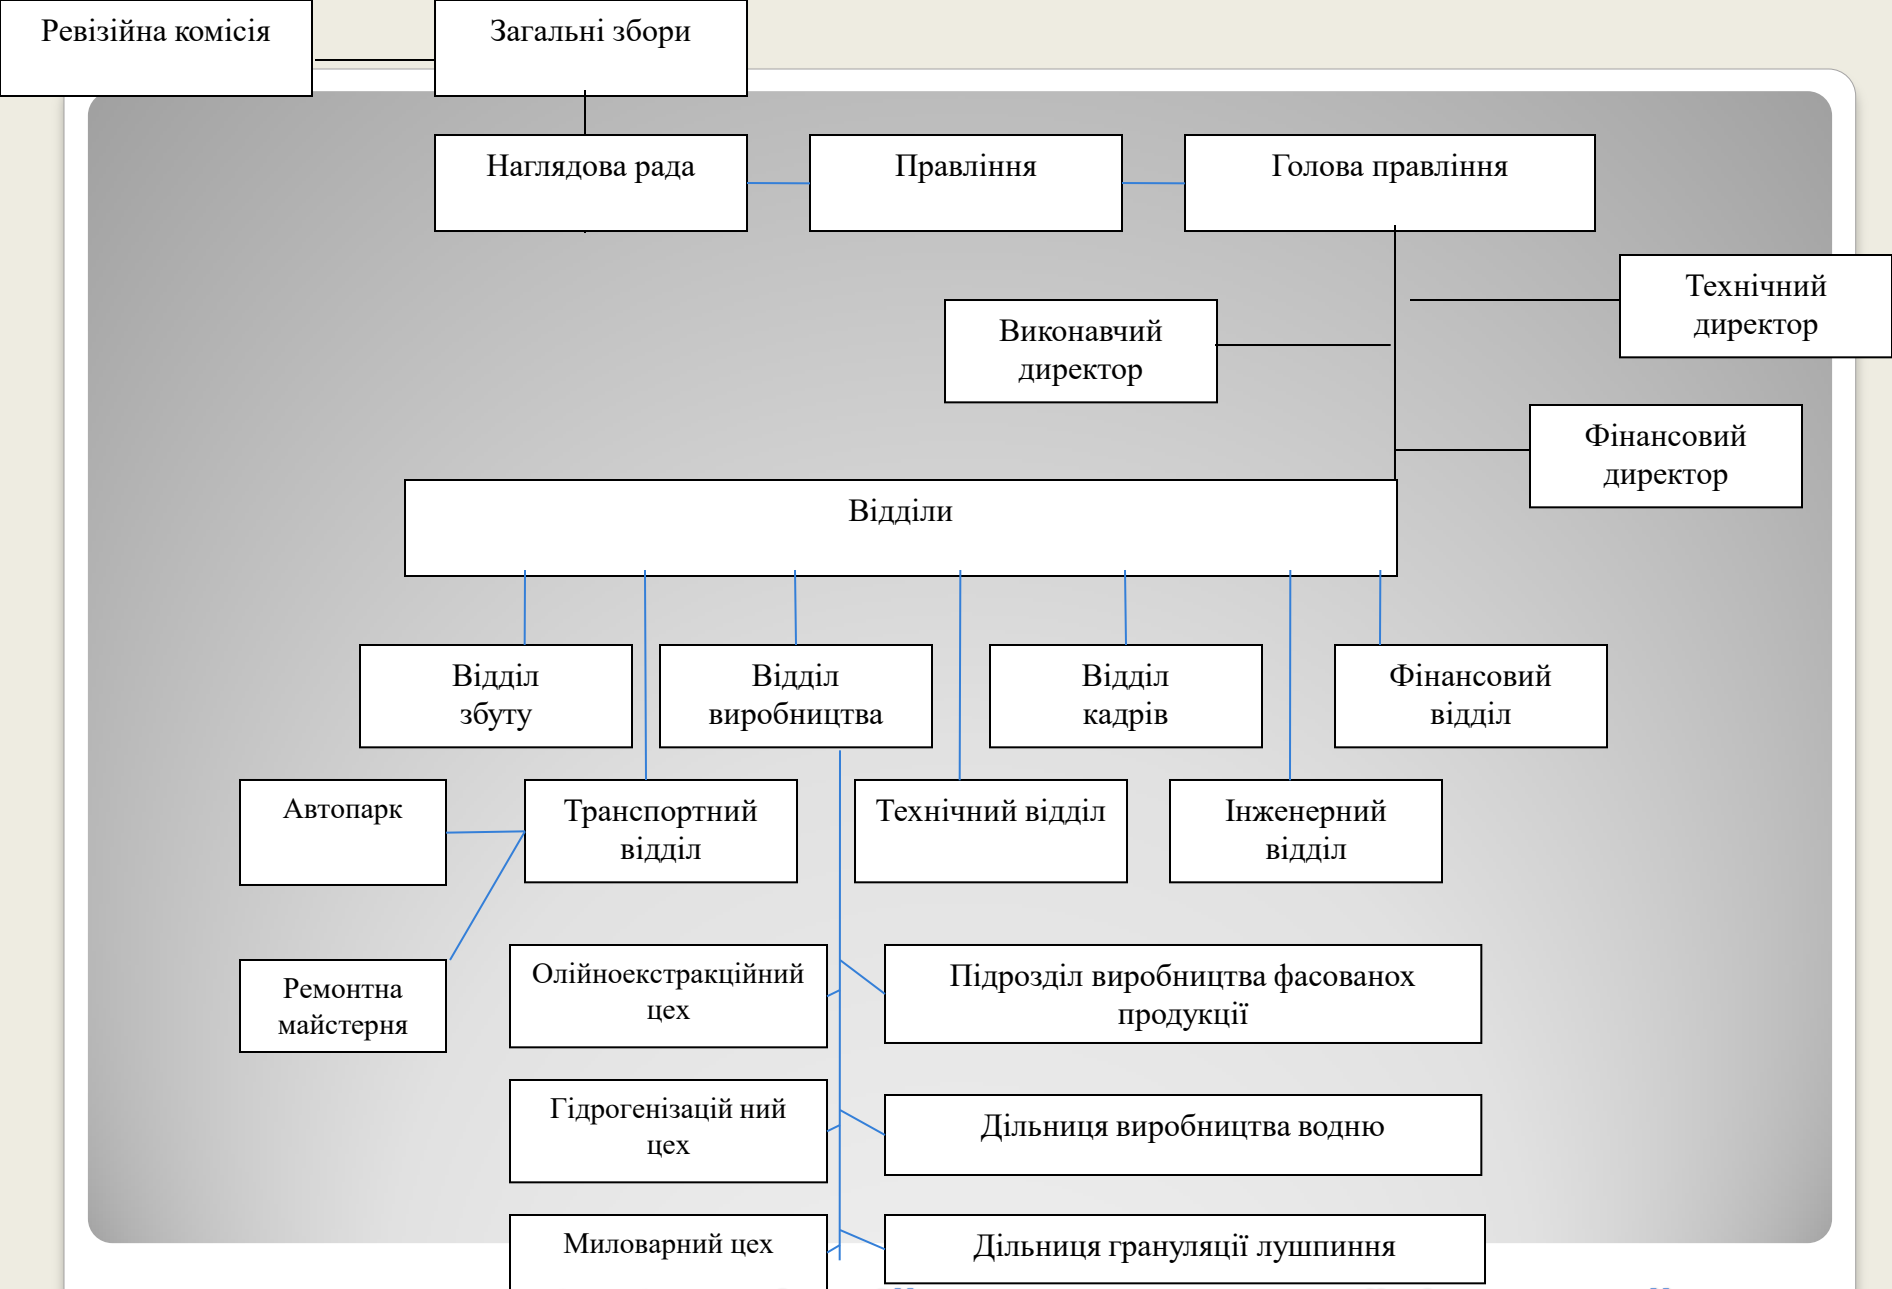 Ревізійна комісія
Загальні збори
Наглядова рада
Правління
Голова правління
Технічний
директор
Виконавчий
директор
Фінансовий
директор
Відділи
Відділ
збуту
Відділ
виробництва
Відділ
кадрів
Фінансовий
відділ
Автопарк
Транспортний
відділ
Технічний відділ
Інженерний
відділ
Ремонтна
майстерня
Олійноекстракційний
цех
Підрозділ виробництва фасованох
продукції
Гідрогенізацій ний
цех
Дільниця виробництва водню
Миловарний цех
Дільниця грануляції лушпиння